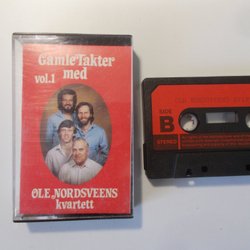 Gamle Takter
vol.1 med
OLE NORDSVEENS
kvartett
SIDE
B
STEREO